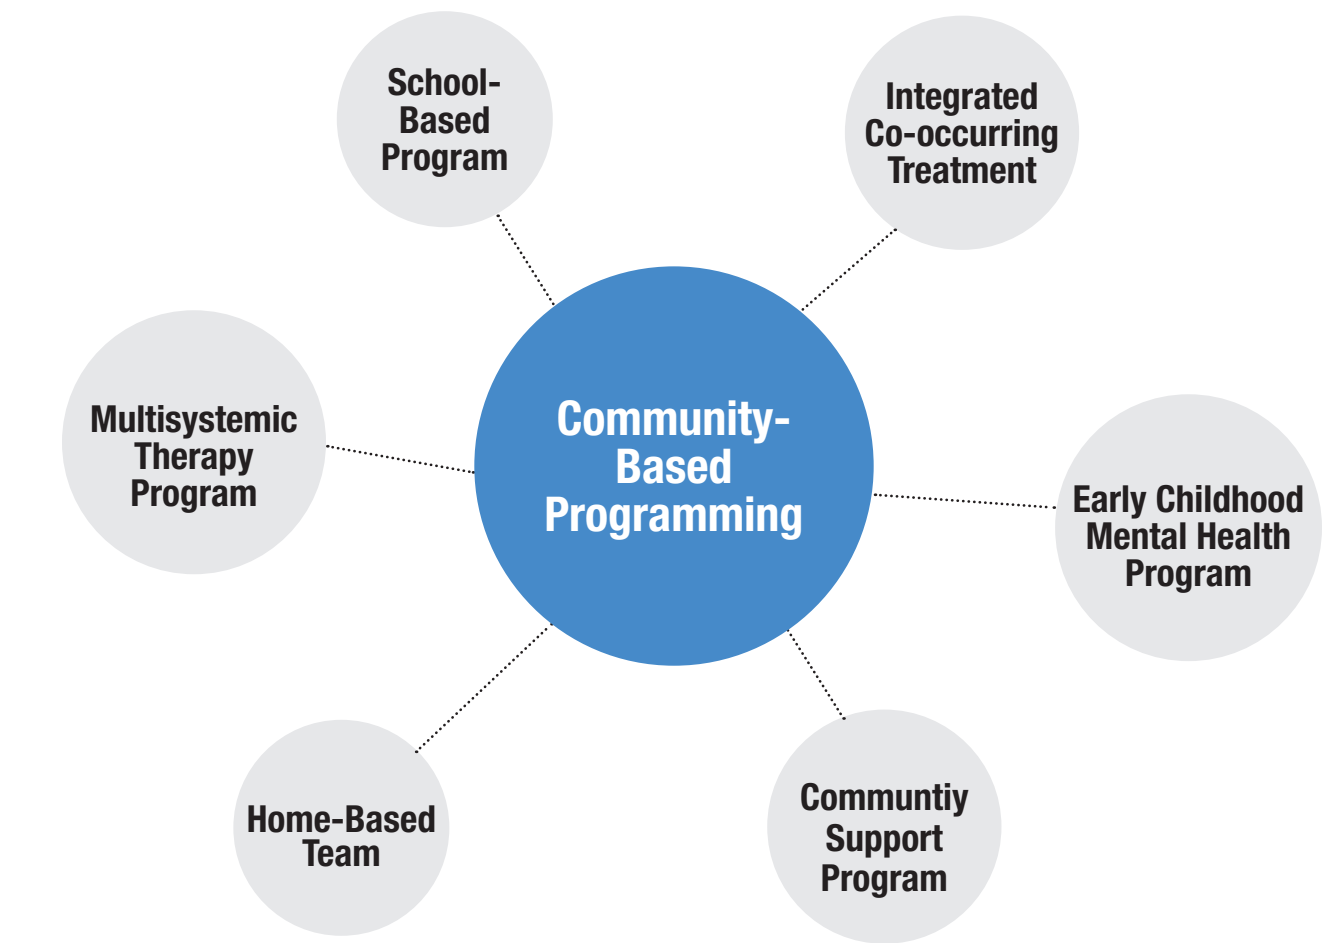 School-
Based
Program
Integrated
Co-occurring
Treatment
Multisystemic
Therapy
Program
Community-
Based
Programming
Early Childhood
Mental Health
Program
Home-Based
Team
Communtiy
Support
Program